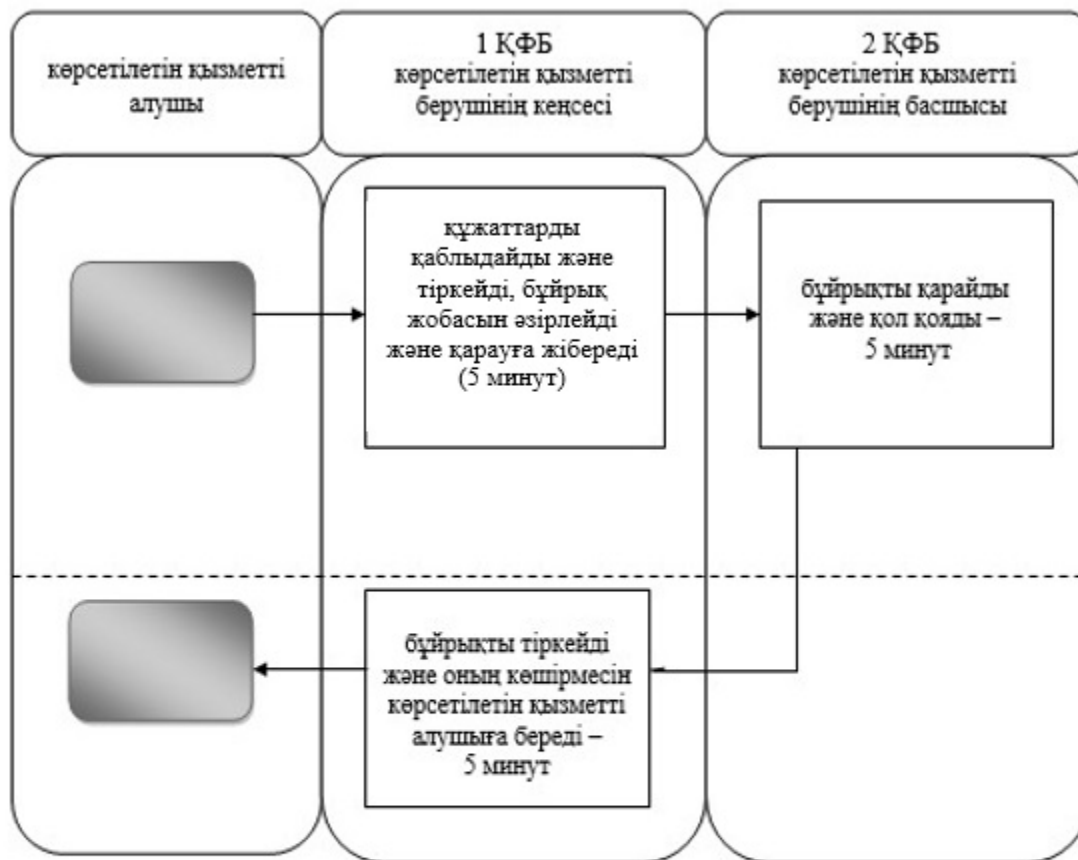 көрсетілетін қызметті
алушы
1 ҚФБ
көрсетілетін қызметті
берушінің кеңсесі
2 ҚФБ
көрсетілетін қызметті
берушінің басшысы
құжаттарды
қаблыдайды және
тіркейді, бұйрық
жобасын әзірлейді
және қарауға жібереді
(5 минут)
бұйрықты қарайды
және қол қояды –
5 минут
бұйрықты тіркейді
және оның көшірмесін
көрсетілетін қызметті
алушыға береді –
5 минут